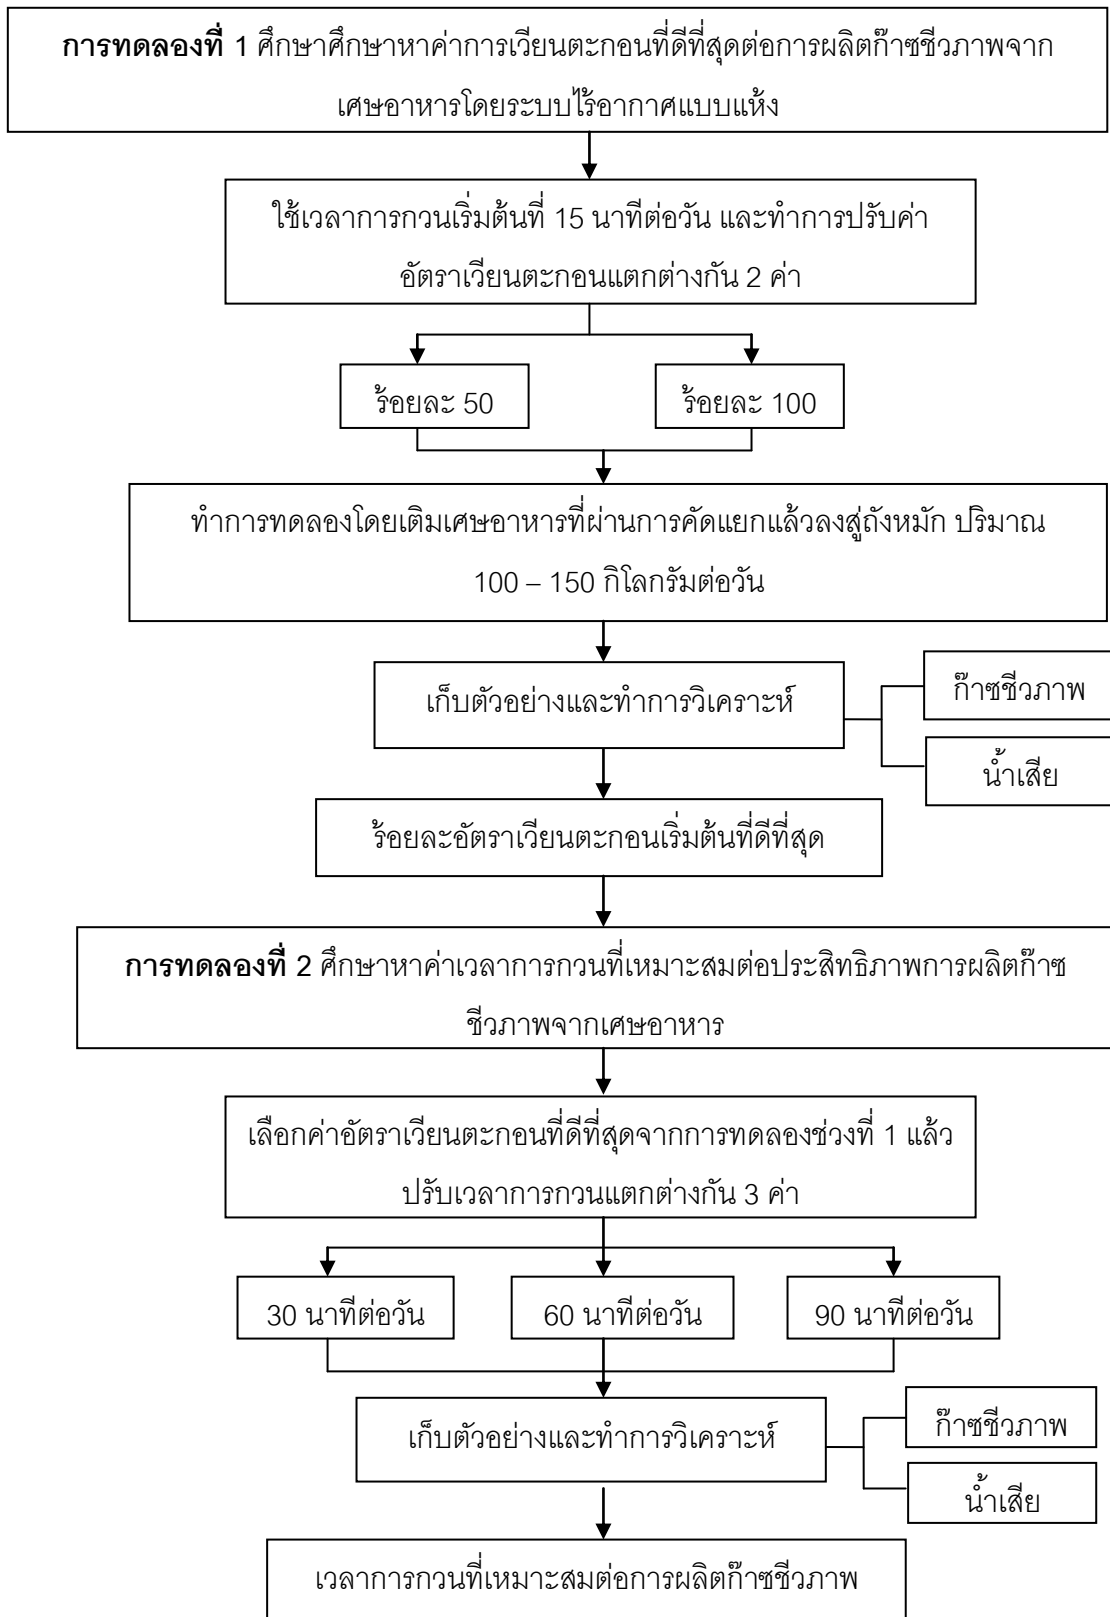 การทดลองที่ 1 ศึกษาศึกษาหาค่าการเวียนตะกอนที่ดีที่สุดต่อการผลิตก๊าซชีวภาพจาก
เศษอาหารโดยระบบไร้อากาศแบบแห้ง
ใช้เวลาการกวนเริ่มต้นที่ 15 นาทีต่อวัน และทำการปรับค่า
อัตราเวียนตะกอนแตกต่างกัน 2 ค่า
ร้อยละ 50
ร้อยละ 100
ทำการทดลองโดยเติมเศษอาหารที่ผ่านการคัดแยกแล้วลงสู่ถังหมัก ปริมาณ
100 – 150 กิโลกรัมต่อวัน
เก็บตัวอย่างและทำการวิเคราะห์
ก๊าซชีวภาพ
น้ำเสีย
ร้อยละอัตราเวียนตะกอนเริ่มต้นที่ดีที่สุด
การทดลองที่ 2 ศึกษาหาค่าเวลาการกวนที่เหมาะสมต่อประสิทธิภาพการผลิตก๊าซ
ชีวภาพจากเศษอาหาร
เลือกค่าอัตราเวียนตะกอนที่ดีที่สุดจากการทดลองช่วงที่ 1 แล้ว
ปรับเวลาการกวนแตกต่างกัน 3 ค่า
30 นาทีต่อวัน
60 นาทีต่อวัน
90 นาทีต่อวัน
เก็บตัวอย่างและทำการวิเคราะห์
ก๊าซชีวภาพ
น้ำเสีย
เวลาการกวนที่เหมาะสมต่อการผลิตก๊าซชีวภาพ